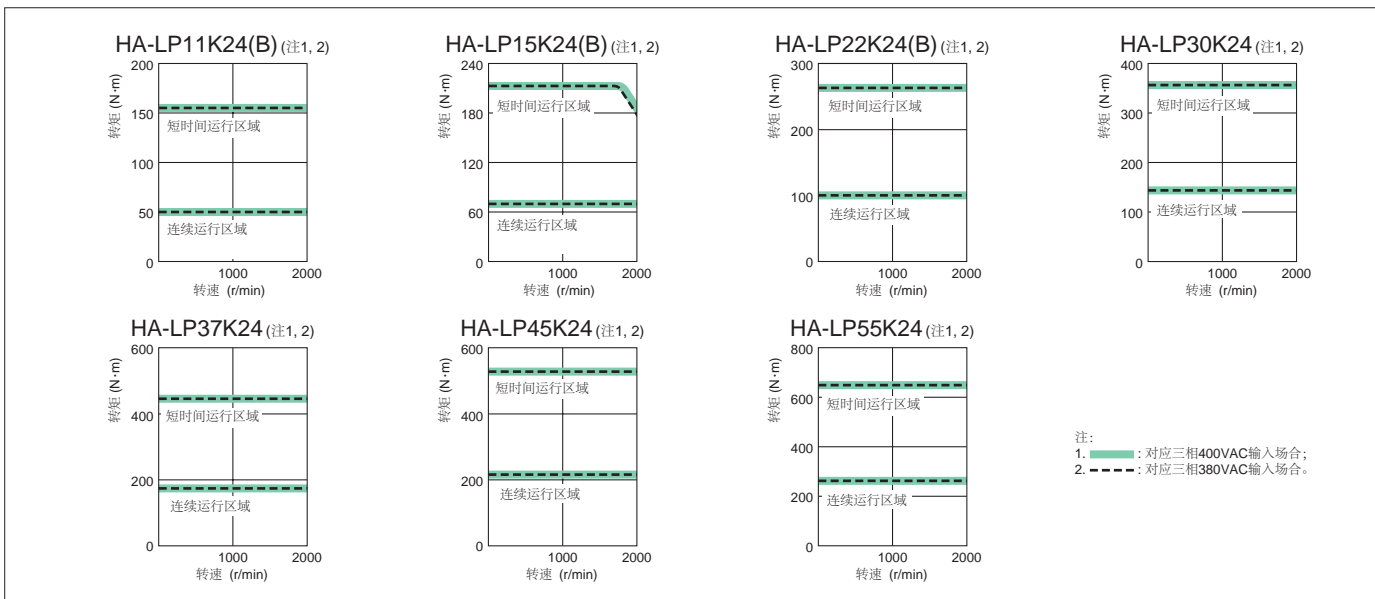 HA-LP11K24(B) (注1, 2)
200
150
100
50
0
转矩 (N·m)
短时间运行区域
连续运行区域
1000 2000
转速 (r/min)
HA-LP15K24(B) (注1, 2)
240
180
120
60
0
转矩 (N·m)
短时间运行区域
连续运行区域
1000 2000
转速 (r/min)
HA-LP22K24(B) (注1, 2)
300
200
100
0
转矩 (N·m)
短时间运行区域
连续运行区域
1000 2000
转速 (r/min)
HA-LP30K24 (注1, 2)
400
300
200
100
0
转矩 (N·m)
短时间运行区域
连续运行区域
1000 2000
转速 (r/min)
HA-LP37K24 (注1, 2)
600
400
200
0
转矩 (N·m)
短时间运行区域
连续运行区域
1000 2000
转速 (r/min)
HA-LP45K24 (注1, 2)
600
400
200
0
转矩 (N·m)
短时间运行区域
连续运行区域
1000 2000
转速 (r/min)
HA-LP55K24 (注1, 2)
800
600
400
200
0
转矩 (N·m)
短时间运行区域
连续运行区域
1000 2000
转速 (r/min)
注:
1. : 对应三相400VAC输入场合;
2. : 对应三相380VAC输入场合。